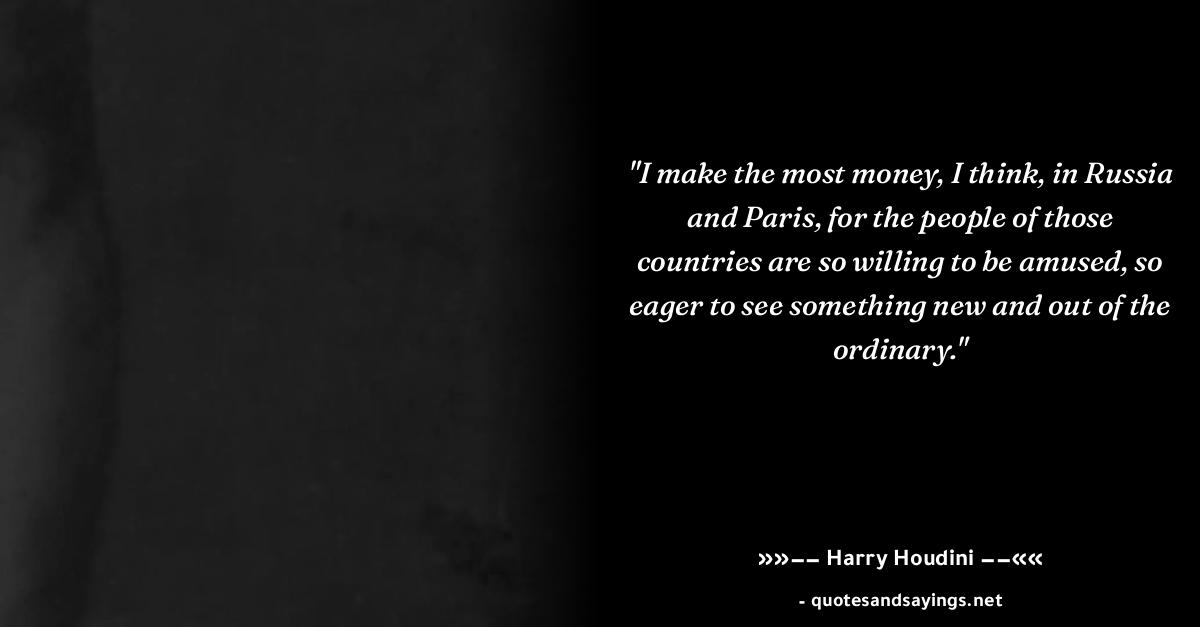 "I make the most money, I think, in Russia
and Paris, for the people of those
countries are so willing to be amused, so
eager to see something new and out of the
ordinary."
»»−− Harry Houdini −−««
- quotesandsayings.net